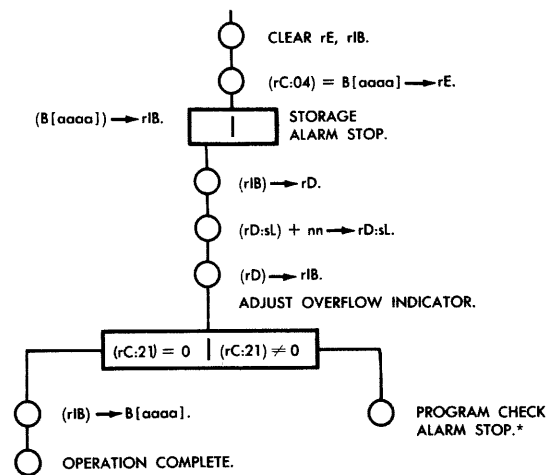 CLEAR rE, rIB.
(rC:04) = B[aaaa] → rE.
(B[aaaa]) → rIB.
STORAGE
ALARM STOP.
(rIB) → rD.
(rD:sL) + nn → rD:sL.
(rD) → rIB.
ADJUST OVERFLOW INDICATOR.
(rC:21) = 0 | (rC:21) ≠ 0
(rIB) → B[aaaa].
PROGRAM CHECK
ALARM STOP.*
OPERATION COMPLETE.